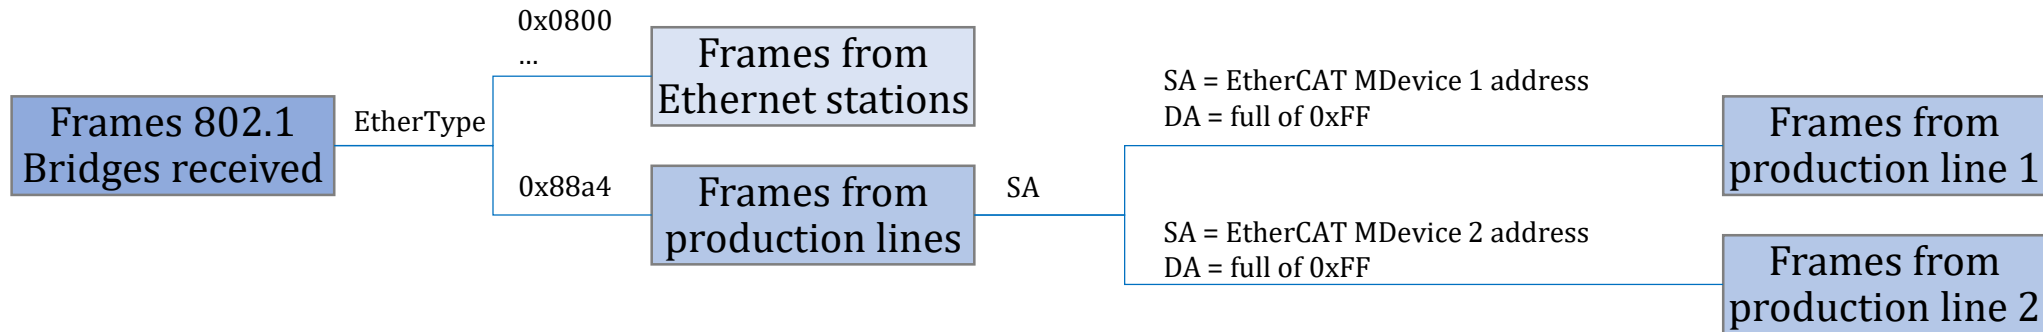 Frames 802.1
Bridges received
EtherType
0x0800
...
Frames from
Ethernet stations
0x88a4
Frames from
production lines
SA
SA = EtherCAT MDevice 1 address
DA = full of 0xFF
Frames from
production line 1
SA = EtherCAT MDevice 2 address
DA = full of 0xFF
Frames from
production line 2